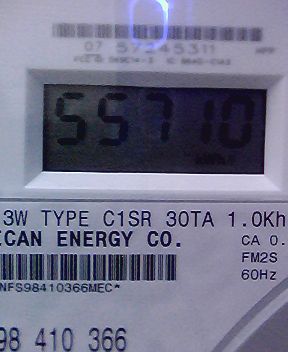 07 57245311
55710
kWh
3W TYPE C1SR 30TA 1.0Kh
ECAN ENERGY CO.
CA 0.
FM2S
60Hz
NFS98410366MEC*
98 410 366